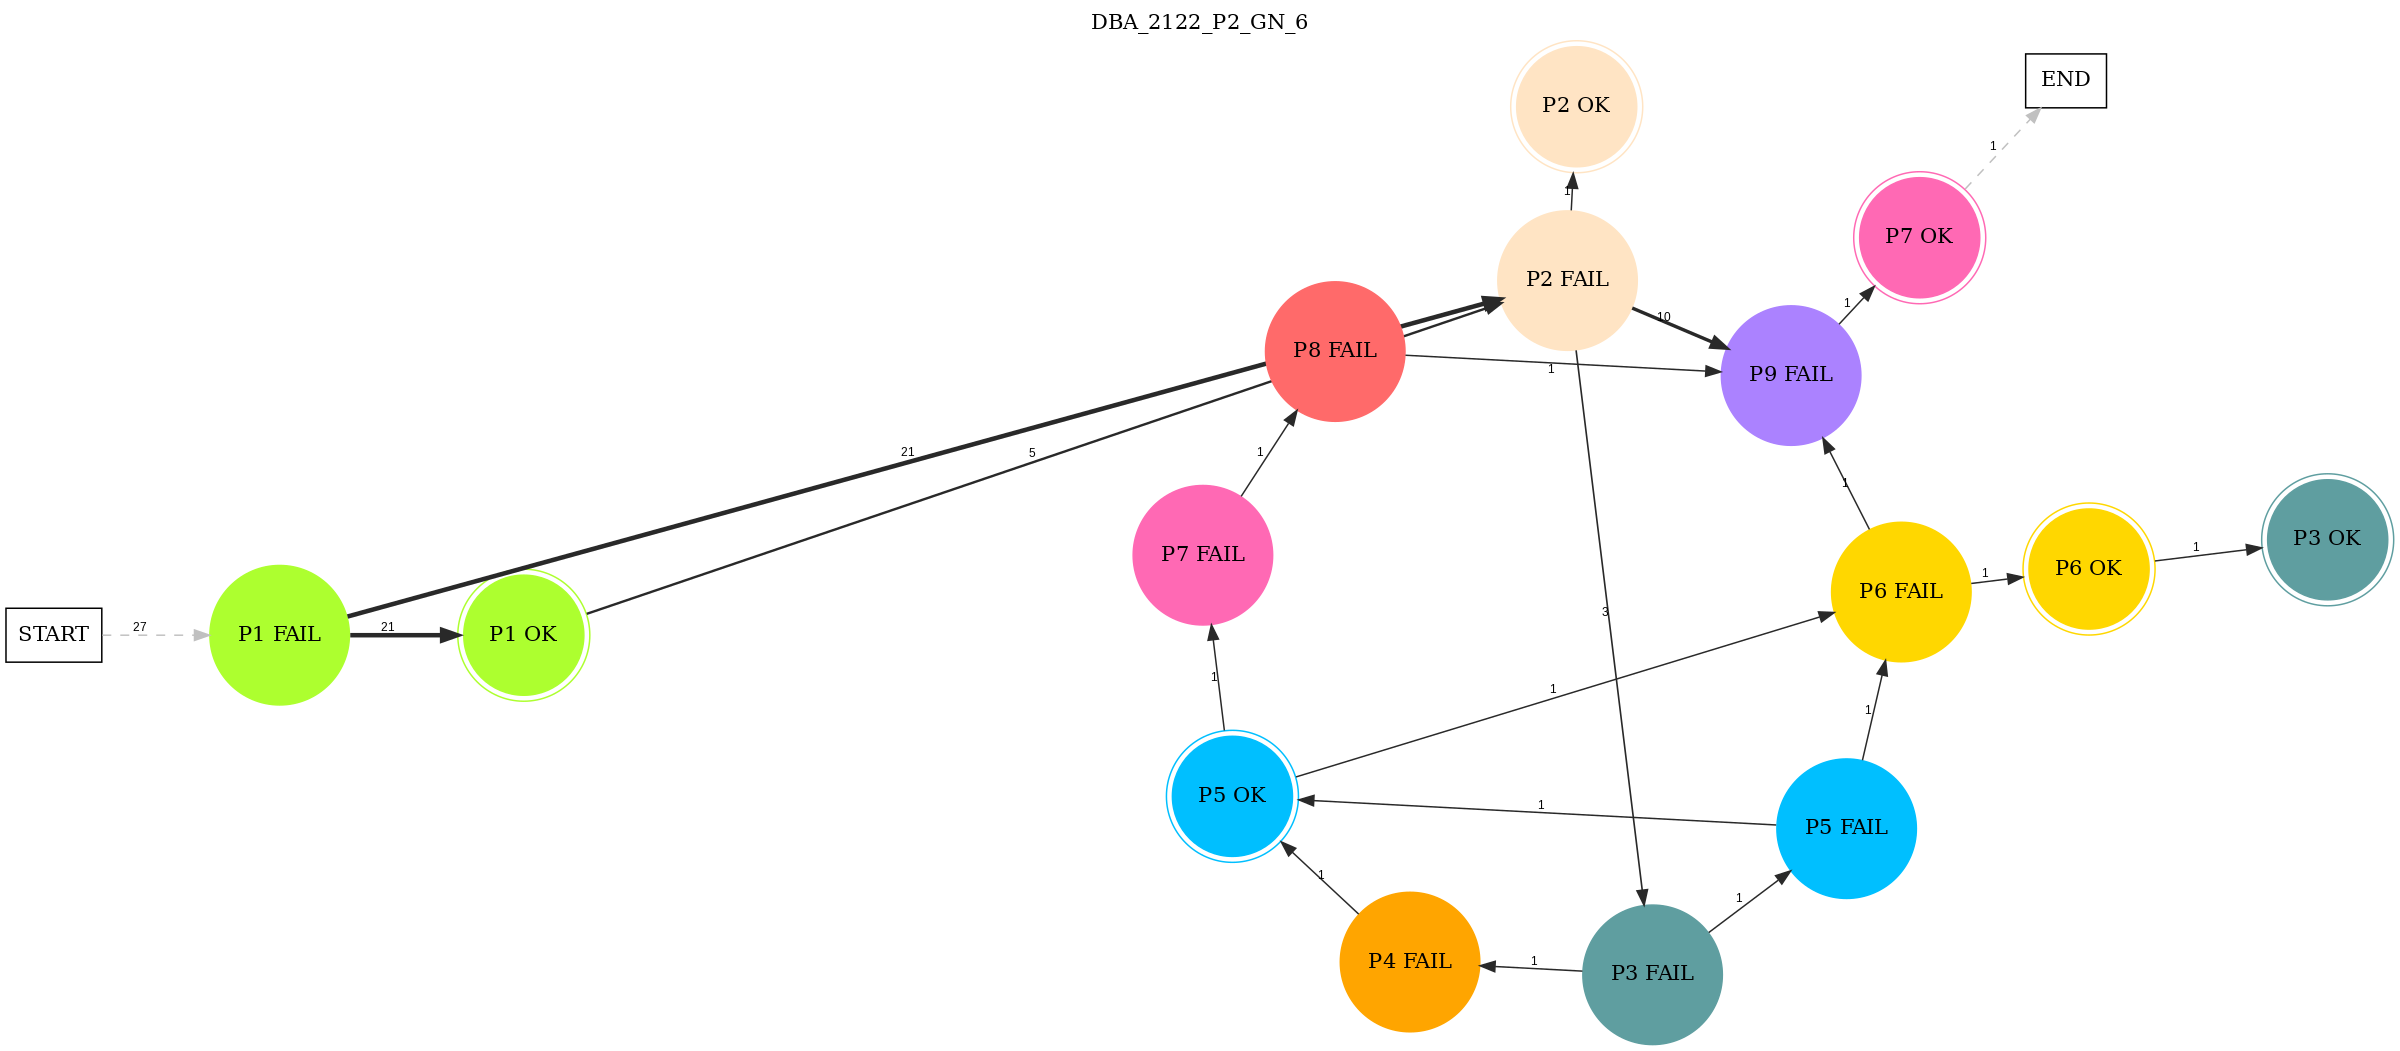 DBA_2122_P2_GN_6
END
P2 OK
1
1
P2 FAIL
P7 OK
1
10
P8 FAIL
1
P9 FAIL
21
5
1
1
P7 FAIL
P6 FAIL
1
P6 OK
1
P3 OK
START
27
P1 FAIL
21
P1 OK
3
1
1
1
P5 OK
1
P5 FAIL
1
1
P4 FAIL
1
P3 FAIL